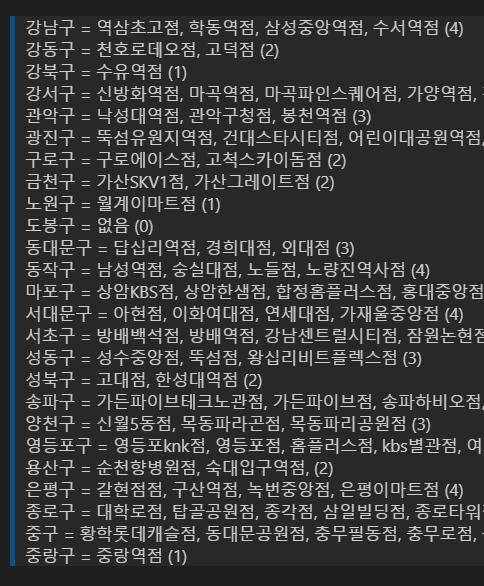 강남구 = 역삼초고점, 학동역점, 삼성중앙역점, 수서역점 (4)
강동구 = 천호로데오점, 고덕점 (2)
강북구 = 수유역점 (1)
강서구 = 신방화역점, 마곡역점, 마곡파인스퀘어점, 가양역점,
관악구 = 낙성대역점, 관악구청점, 봉천역점 (3)
광진구 = 뚝섬유원지역점, 건대스타시티점, 어린이대공원역점,
구로구 = 구로에이스점, 고척스카이돔점 (2)
금천구 = 가산SKV1점, 가산그레이트점 (2)
노원구 = 월계이마트점 (1)
도봉구 = 없음 (0)
동대문구 = 답십리역점, 경희대점, 외대점 (3)
동작구 = 남성역점, 숭실대점, 노들점, 노량진역사점 (4)
마포구 = 상암KBS점, 상암한샘점, 합정홈플러스점, 홍대중앙점
서대문구 = 아현점, 이화여대점, 연세대점, 가재울중앙점 (4)
서초구 = 방배백석점, 방배역점, 강남센트럴시티점, 잠원논현점
성동구 = 성수중앙점, 뚝섬점, 왕십리비트플렉스점 (3)
성북구 = 고대점, 한성대역점 (2)
송파구 = 가든파이브테크노관점, 가든파이브점, 송파하비오점,
양천구 = 신월5동점, 목동파라곤점, 목동파리공원점 (3)
영등포구 = 영등포knk점, 영등포점, 홈플러스점, kbs별관점, 여
용산구 = 순천향병원점, 숙대입구역점, (2)
은평구 = 갈현점점, 구산역점, 녹번중앙점, 은평이마트점 (4)
종로구 = 대학로점, 탑골공원점, 종각점, 삼일빌딩점, 종로타워
중구 = 황학롯데캐슬점, 동대문공원점, 충무필동점, 충무로점,
중랑구 = 중랑역점 (1)